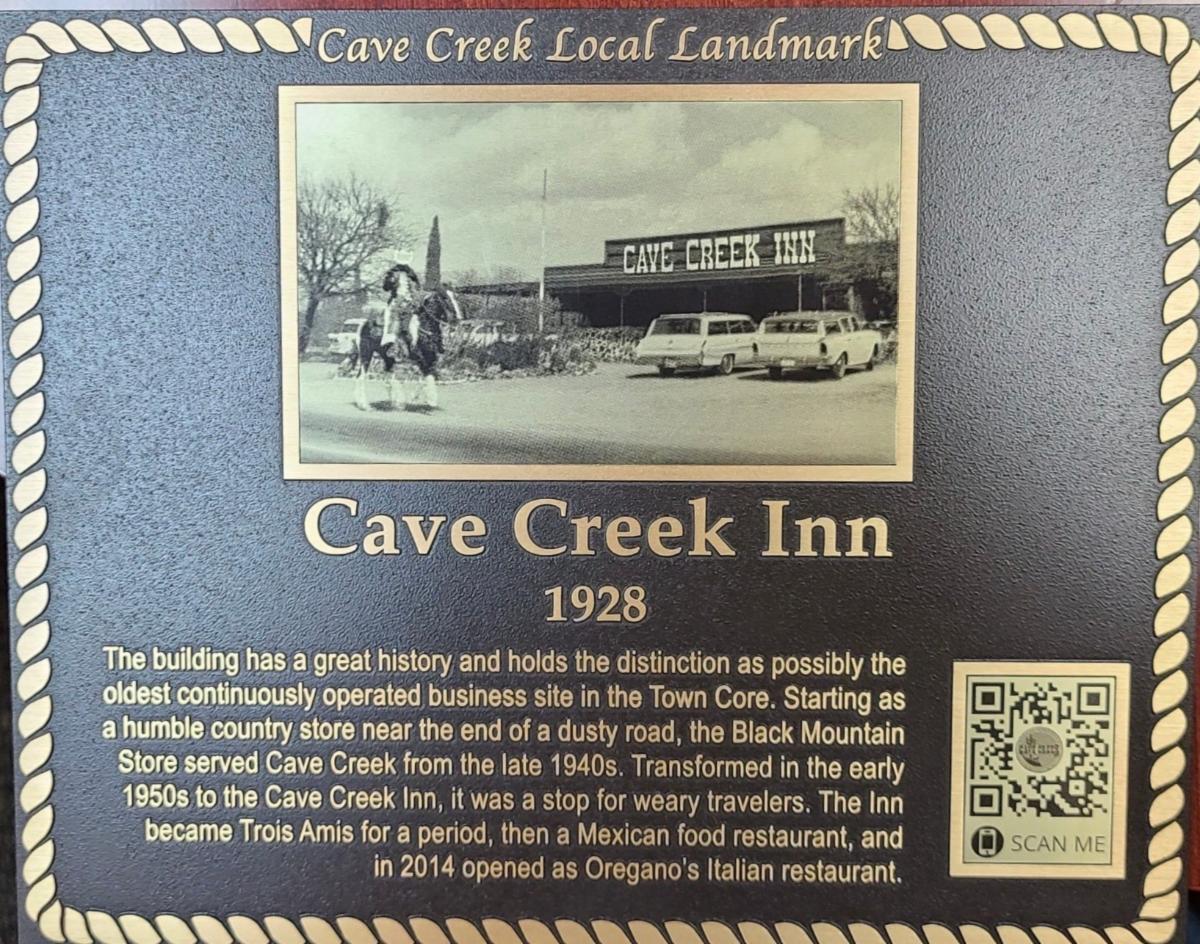 Cave Creek Local Landmark
CAVE CREEK INN
Cave Creek Inn
1928
The building has a great history and holds the distinction as possibly the
oldest continuously operated business site in the Town Core. Starting as
a humble country store near the end of a dusty road, the Black Mountain
Store served Cave Creek from the late 1940s. Transformed in the early
1950s to the Cave Creek Inn, it was a stop for weary travelers. The Inn
became Trois Amis for a period, then a Mexican food restaurant, and
in 2014 opened as Oregano's Italian restaurant.
CAVE CREEK
SCAN ME